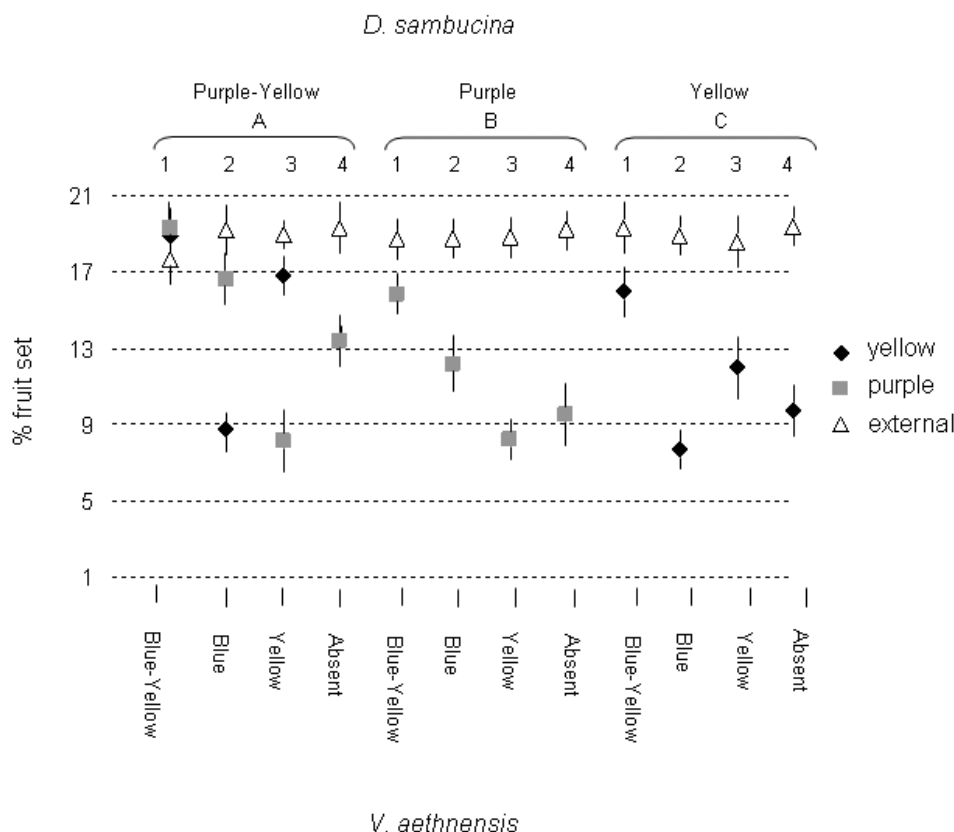 D. sambucina
Purple-Yellow Purple Yellow
A B C
1 2 3 4 1 2 3 4 1 2 3 4
21
17
13
9
5
1
% fruit set
yellow
purple
external
Blue-Yellow
Blue
Yellow
Absent
Blue-Yellow
Blue
Yellow
Absent
Blue-Yellow
Blue
Yellow
Absent
V. aethnensis